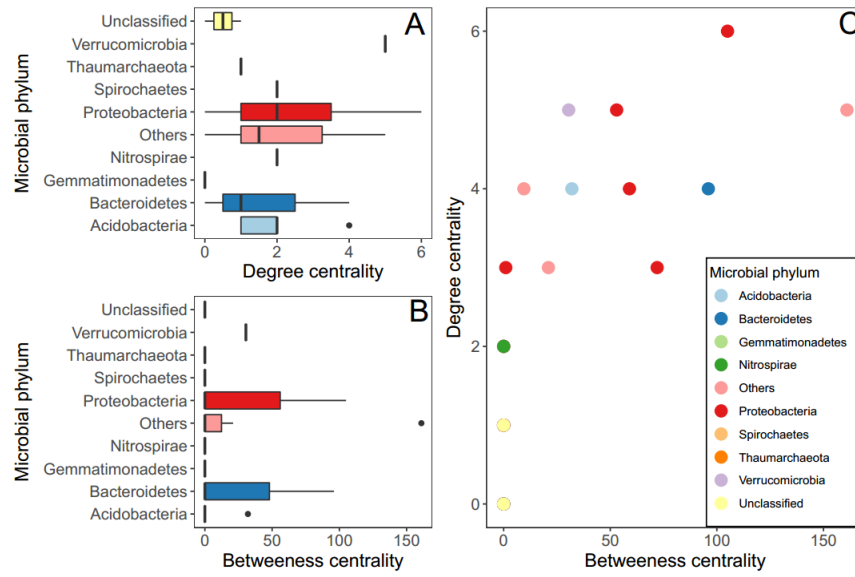 A
Microbial phylum
Unclassified
Verrucomicrobia
Thaumarchaeota
Spirochaetes
Proteobacteria
Others
Nitrospirae
Gemmatimonadetes
Bacteroidetes
Acidobacteria
0 2 4 6
Degree centrality
B
Microbial phylum
Unclassified
Verrucomicrobia
Thaumarchaeota
Spirochaetes
Proteobacteria
Others
Nitrospirae
Gemmatimonadetes
Bacteroidetes
Acidobacteria
0 50 100 150
Betweeness centrality
C
Degree centrality
6
4
2
0
0 50 100 150
Betweeness centrality
Microbial phylum
Acidobacteria
Bacteroidetes
Gemmatimonadetes
Nitrospirae
Others
Proteobacteria
Spirochaetes
Thaumarchaeota
Verrucomicrobia
Unclassified